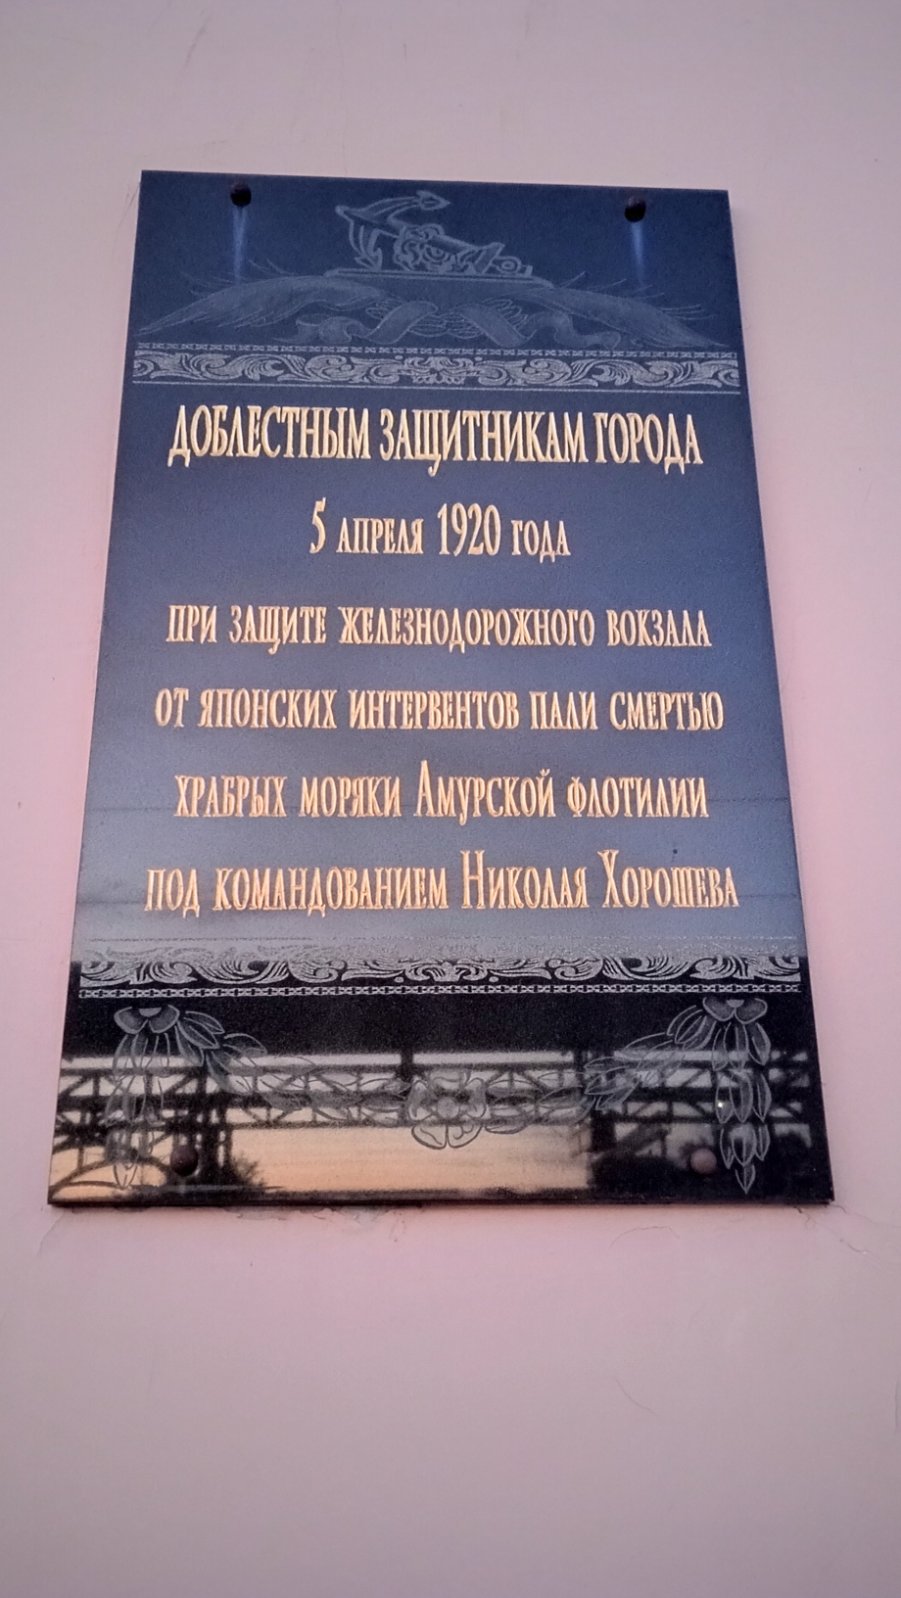 ДОБЛЕСТНЫМ ЗАЩИТНИКАМ ГОРОДА
5 АПРЕЛЯ 1920 ГОДА
ПРИ ЗАЩИТЕ ЖЕЛЕЗНОДОРОЖНОГО ВОКЗАЛА
ОТ ЯПОНСКИХ ИНТЕРВЕНТОВ ПАЛИ СМЕРТЬЮ
ХРАБРЫХ МОРЯКИ АМУРСКОЙ ФЛОТИЛИИ
ПОД КОМАНДОВАНИЕМ НИКОЛАЯ ХОРОШЕВА